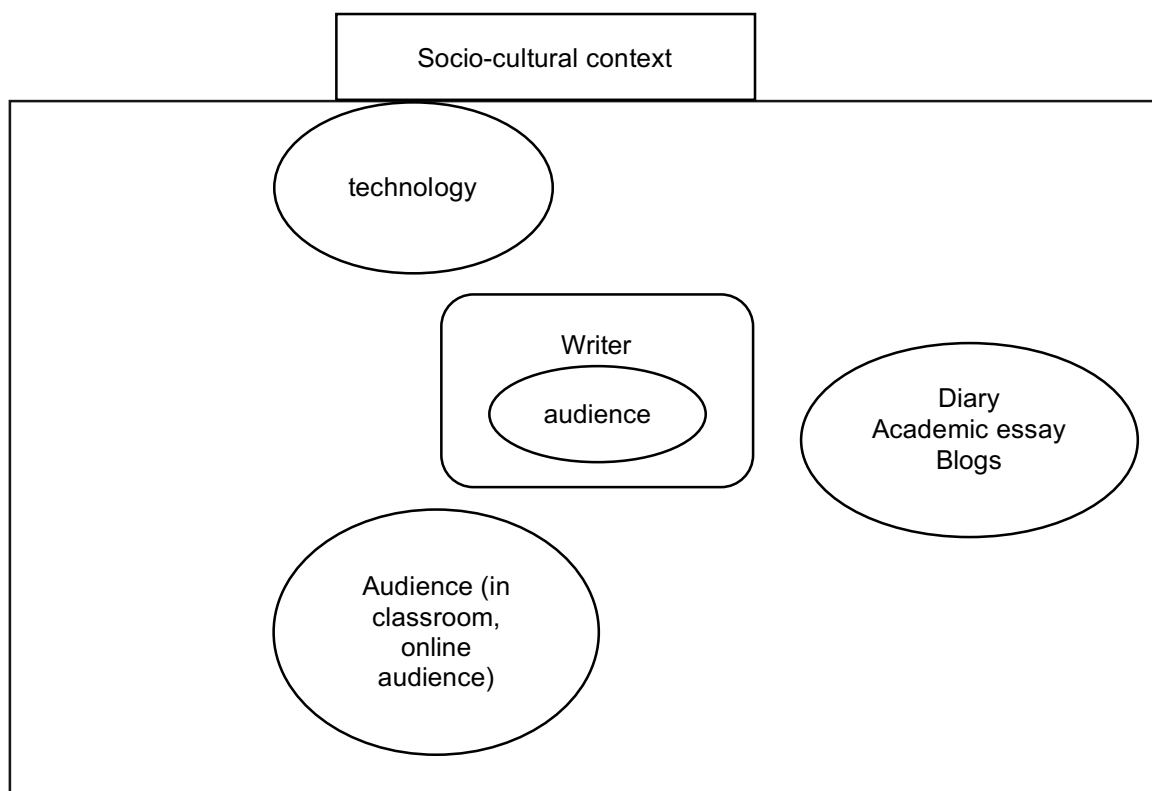 Socio-cultural context
technology
Writer
audience
Diary
Academic essay
Blogs
Audience (in
classroom,
online
audience)